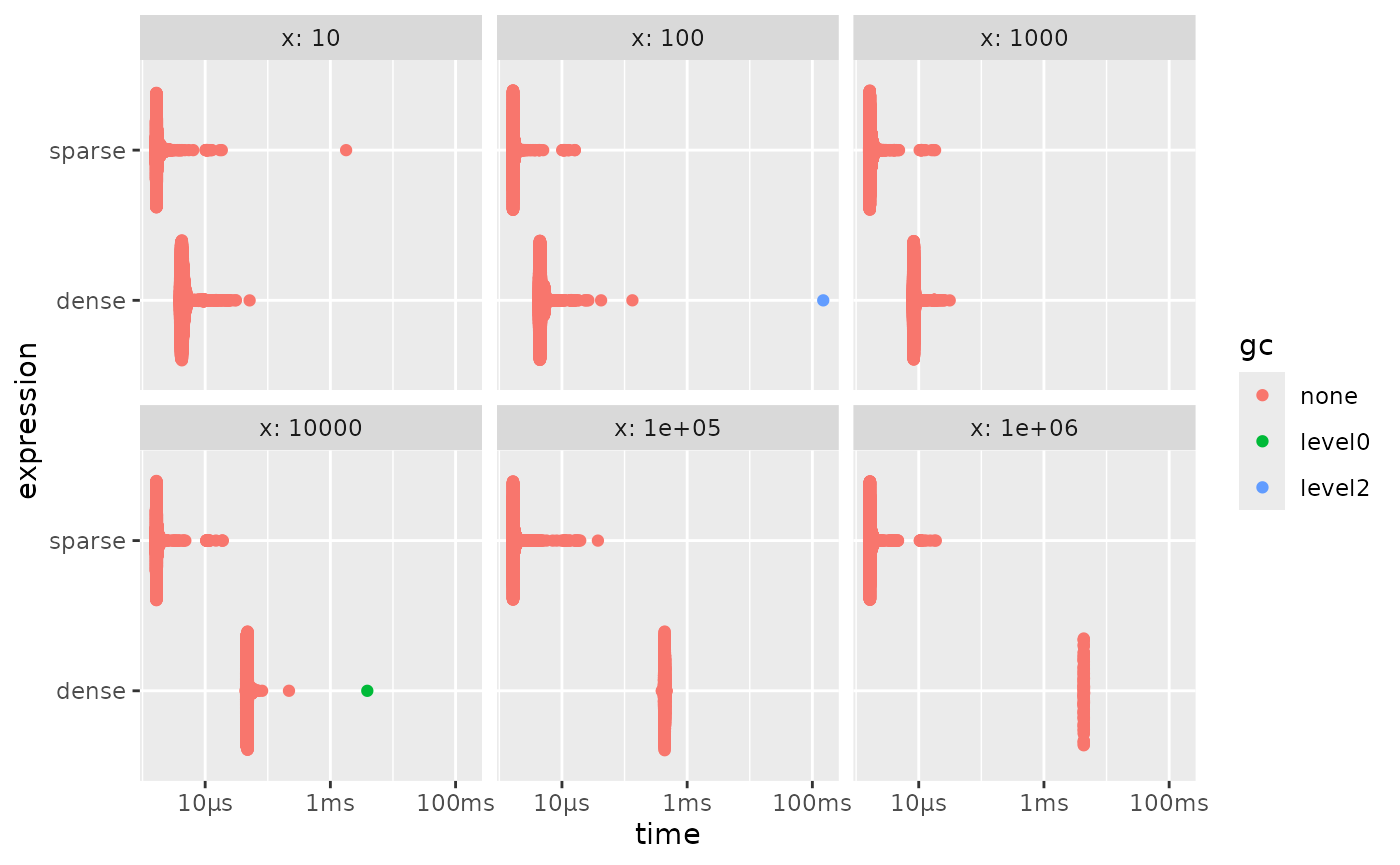 x: 10
x: 100
x: 1000
sparse
dense
x: 10000
x: 1e+05
x: 1e+06
sparse
dense
10µs
1ms
100ms
10µs
1ms
100ms
10µs
1ms
100ms
time
expression
gc
none
level0
level2